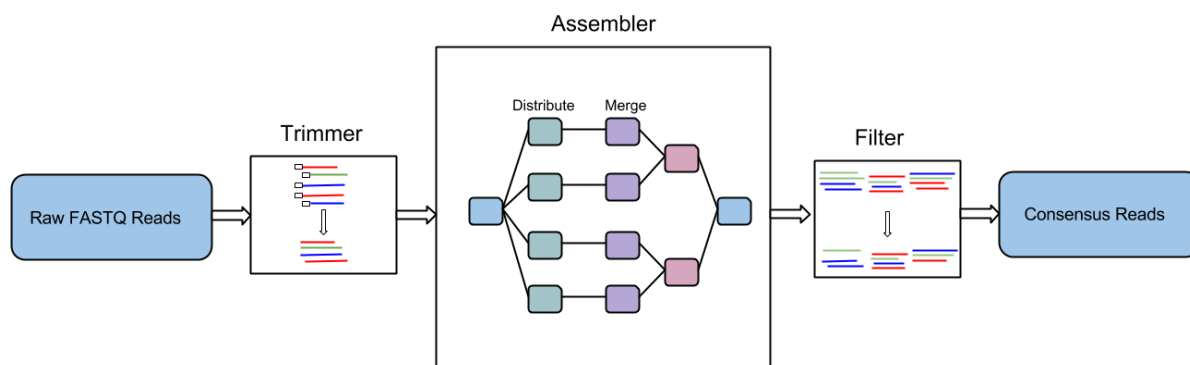 Assembler
Distribute
Merge
Trimmer
Filter
Raw FASTQ Reads
Consensus Reads